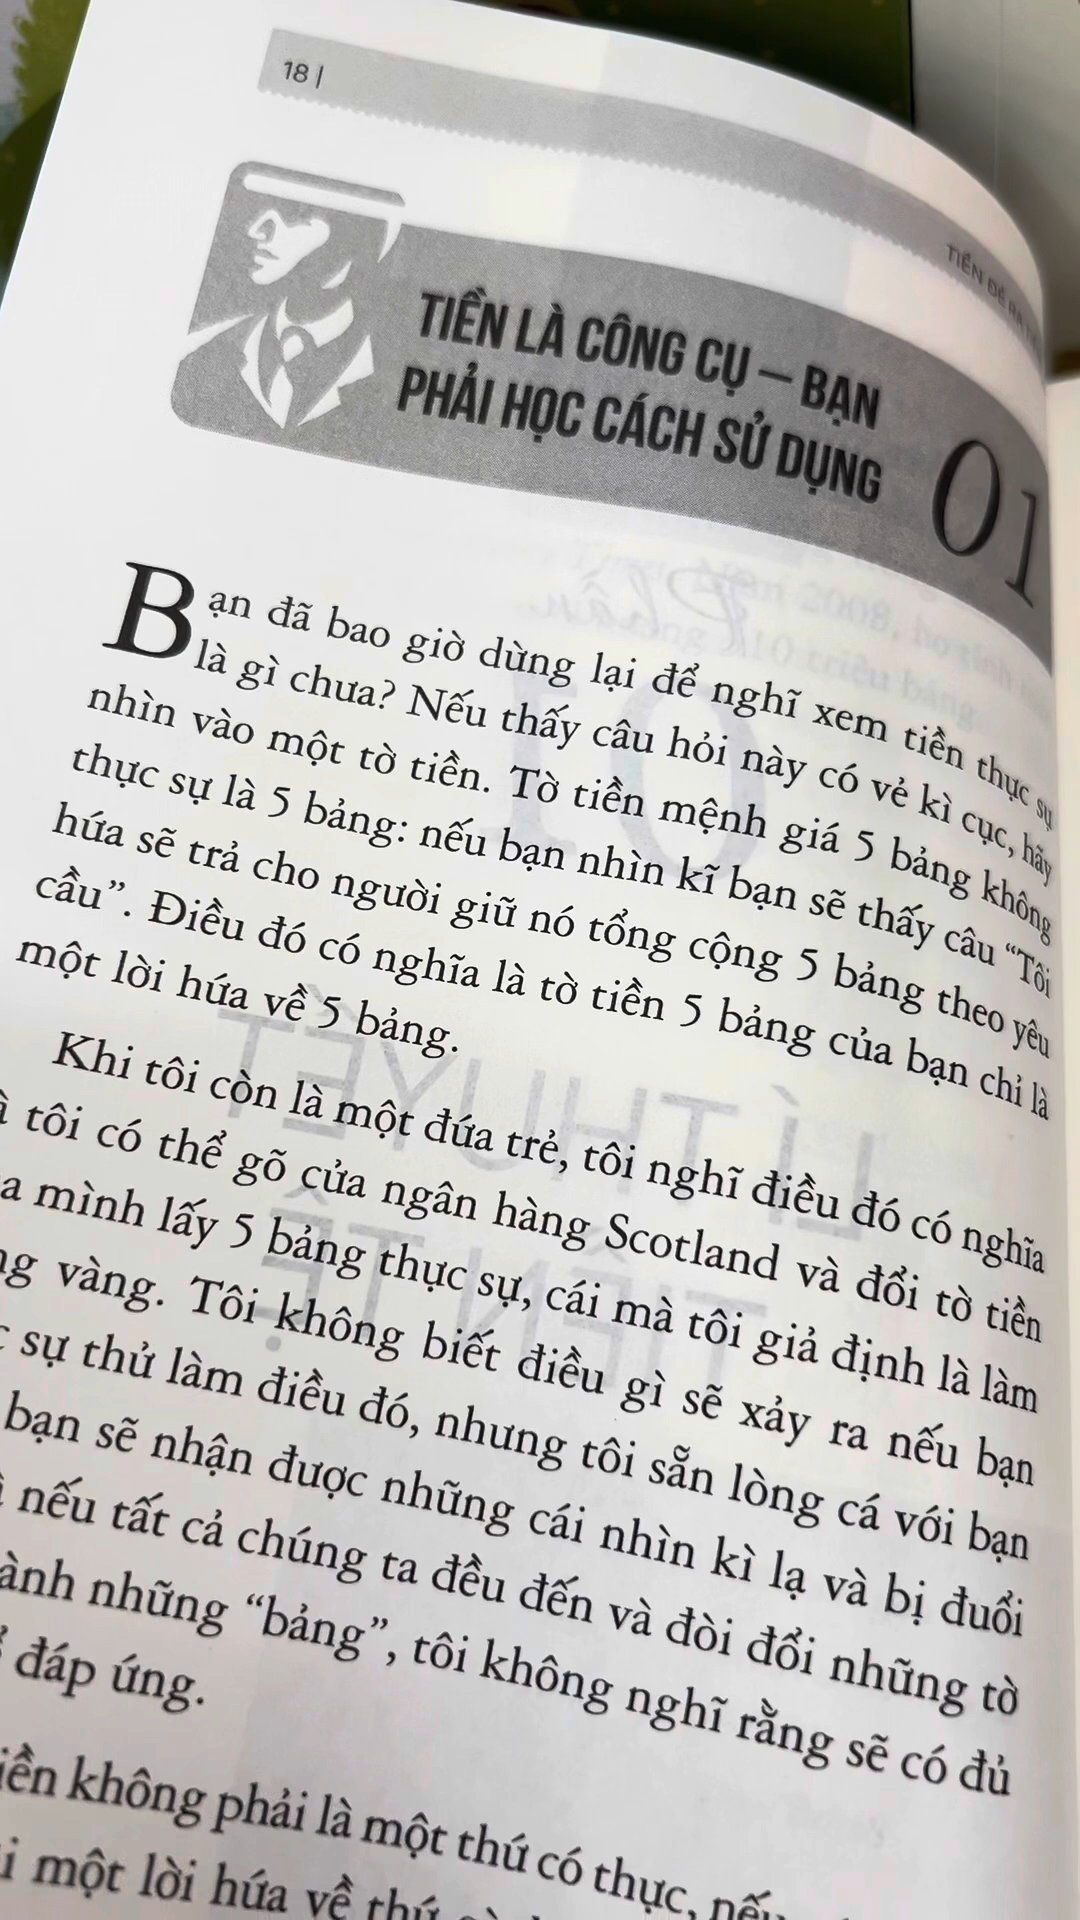 18 |
TIỀN ĐẺ RA
TIỀN LÀ CÔNG CỤ – BẠN
PHẢI HỌC CÁCH SỬ DỤNG
01
Bạn đã bao giờ dừng lại để nghĩ xem tiền thực sự
là gì chưa? Nếu thấy câu hỏi này có vẻ kì cục, hãy
nhìn vào một tờ tiền. Tờ tiền mệnh giá 5 bảng không
thực sự là 5 bảng: nếu bạn nhìn kĩ bạn sẽ thấy câu “Tôi
hứa sẽ trả cho người giữ nó tổng cộng 5 bảng theo yêu
cầu”. Điều đó có nghĩa là tờ tiền 5 bảng của bạn chỉ là
một lời hứa về 5 bảng.
Khi tôi còn là một đứa trẻ, tôi nghĩ điều đó có nghĩa
tôi có thể gõ cửa ngân hàng Scotland và đổi tờ tiền
mình lấy 5 bảng thực sự, cái mà tôi giả định là làm
vàng. Tôi không biết điều gì sẽ xảy ra nếu bạn
sự thử làm điều đó, nhưng tôi sẵn lòng cá với bạn
bạn sẽ nhận được những cái nhìn kì lạ và bị đuổi
nếu tất cả chúng ta đều đến và đòi đổi những tờ
những “bảng”, tôi không nghĩ rằng sẽ có đủ
đáp ứng.
không phải là một thứ có thực, nếu
một lời hứa về thứ